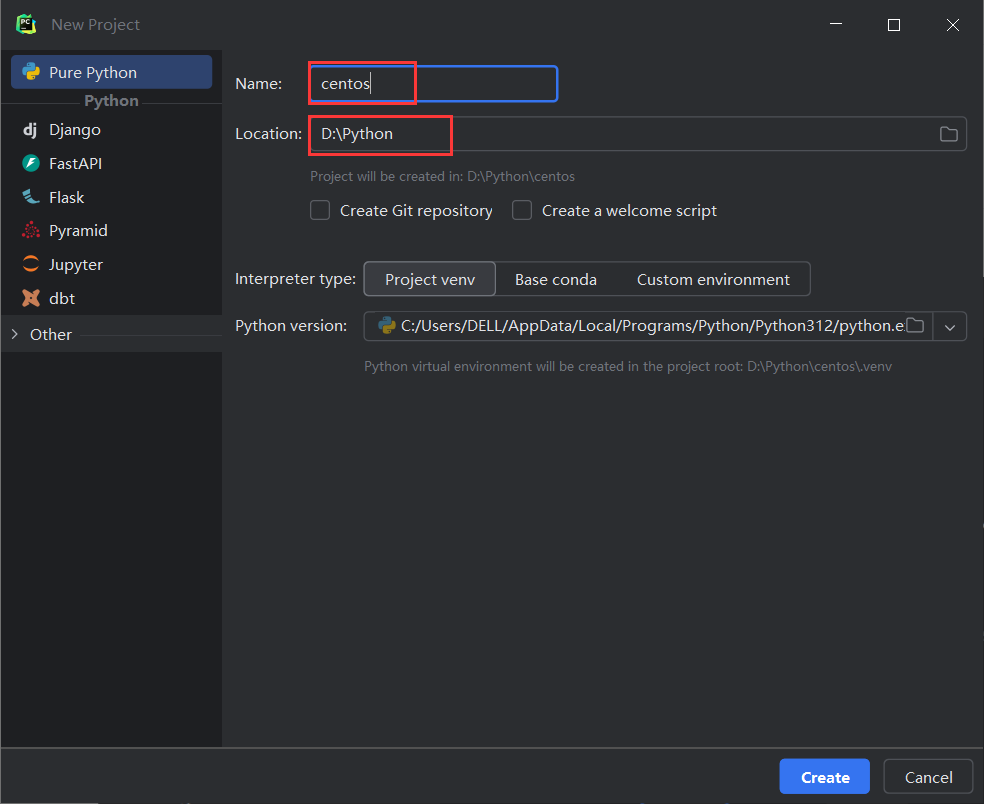 New Project
Pure Python
Python
Django
FastAPI
Flask
Pyramid
Jupyter
dbt
Other
Name: centos
Location: D:\Python
Project will be created in: D:\Python\centos
Create Git repository Create a welcome script
Interpreter type: Project venv Base conda Custom environment
Python version: C:/Users/DELL/AppData/Local/Programs/Python/Python312/python.e
Python virtual environment will be created in the project root: D:\Python\centos\.venv
Create Cancel